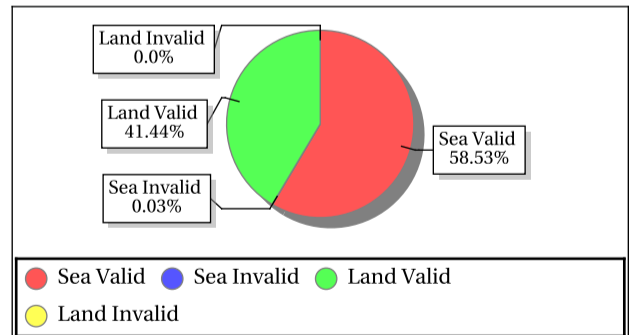 Land Invalid
0.0%
Land Valid
41.44%
Sea Invalid
0.03%
Sea Valid
58.53%
Sea Valid Sea Invalid Land Valid
Land Invalid